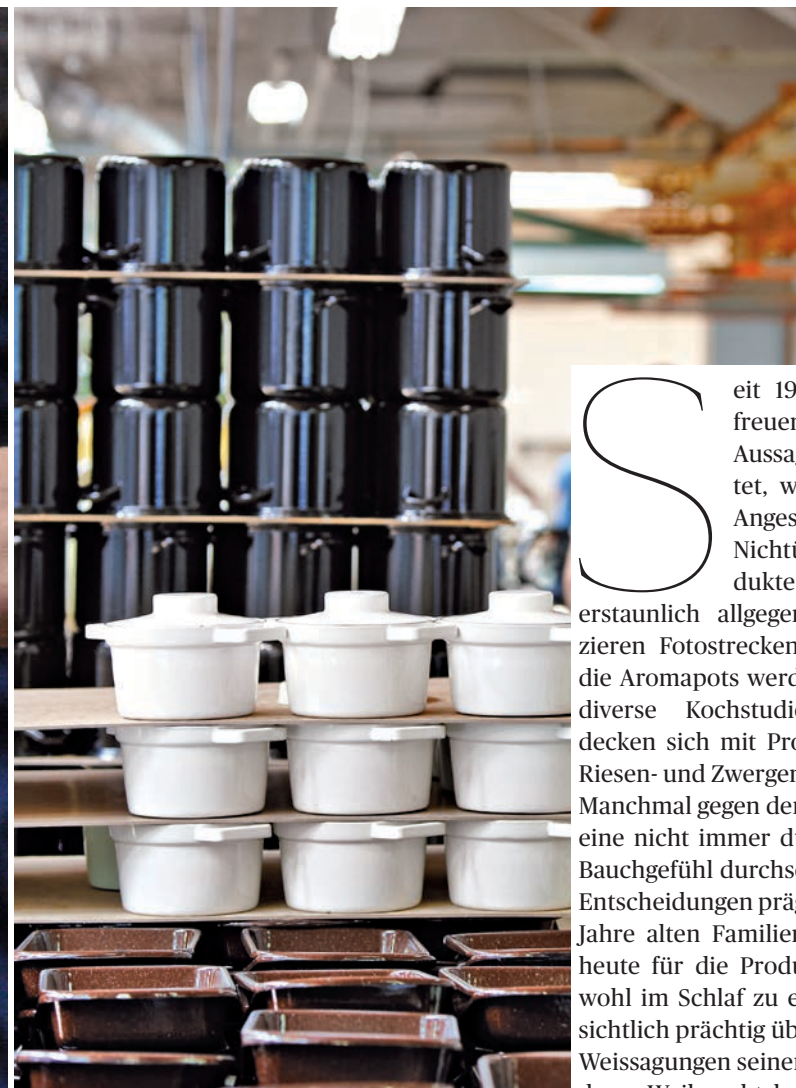 Seit 19
freuen
Aussag
tet, w
Anges
Nichtü
dukte
erstaunlich allgegen
zieren Fotostrecken
die Aromapots werd
diverse Kochstudie
decken sich mit Pro
Riesen- und Zwergen
Manchmal gegen den
eine nicht immer du
Bauchgefühl durchse
Entscheidungen präg
Jahre alten Familien
heute für die Produ
wohl im Schlaf zu e
sichtlich prächtig üb
Weissagungen seiner